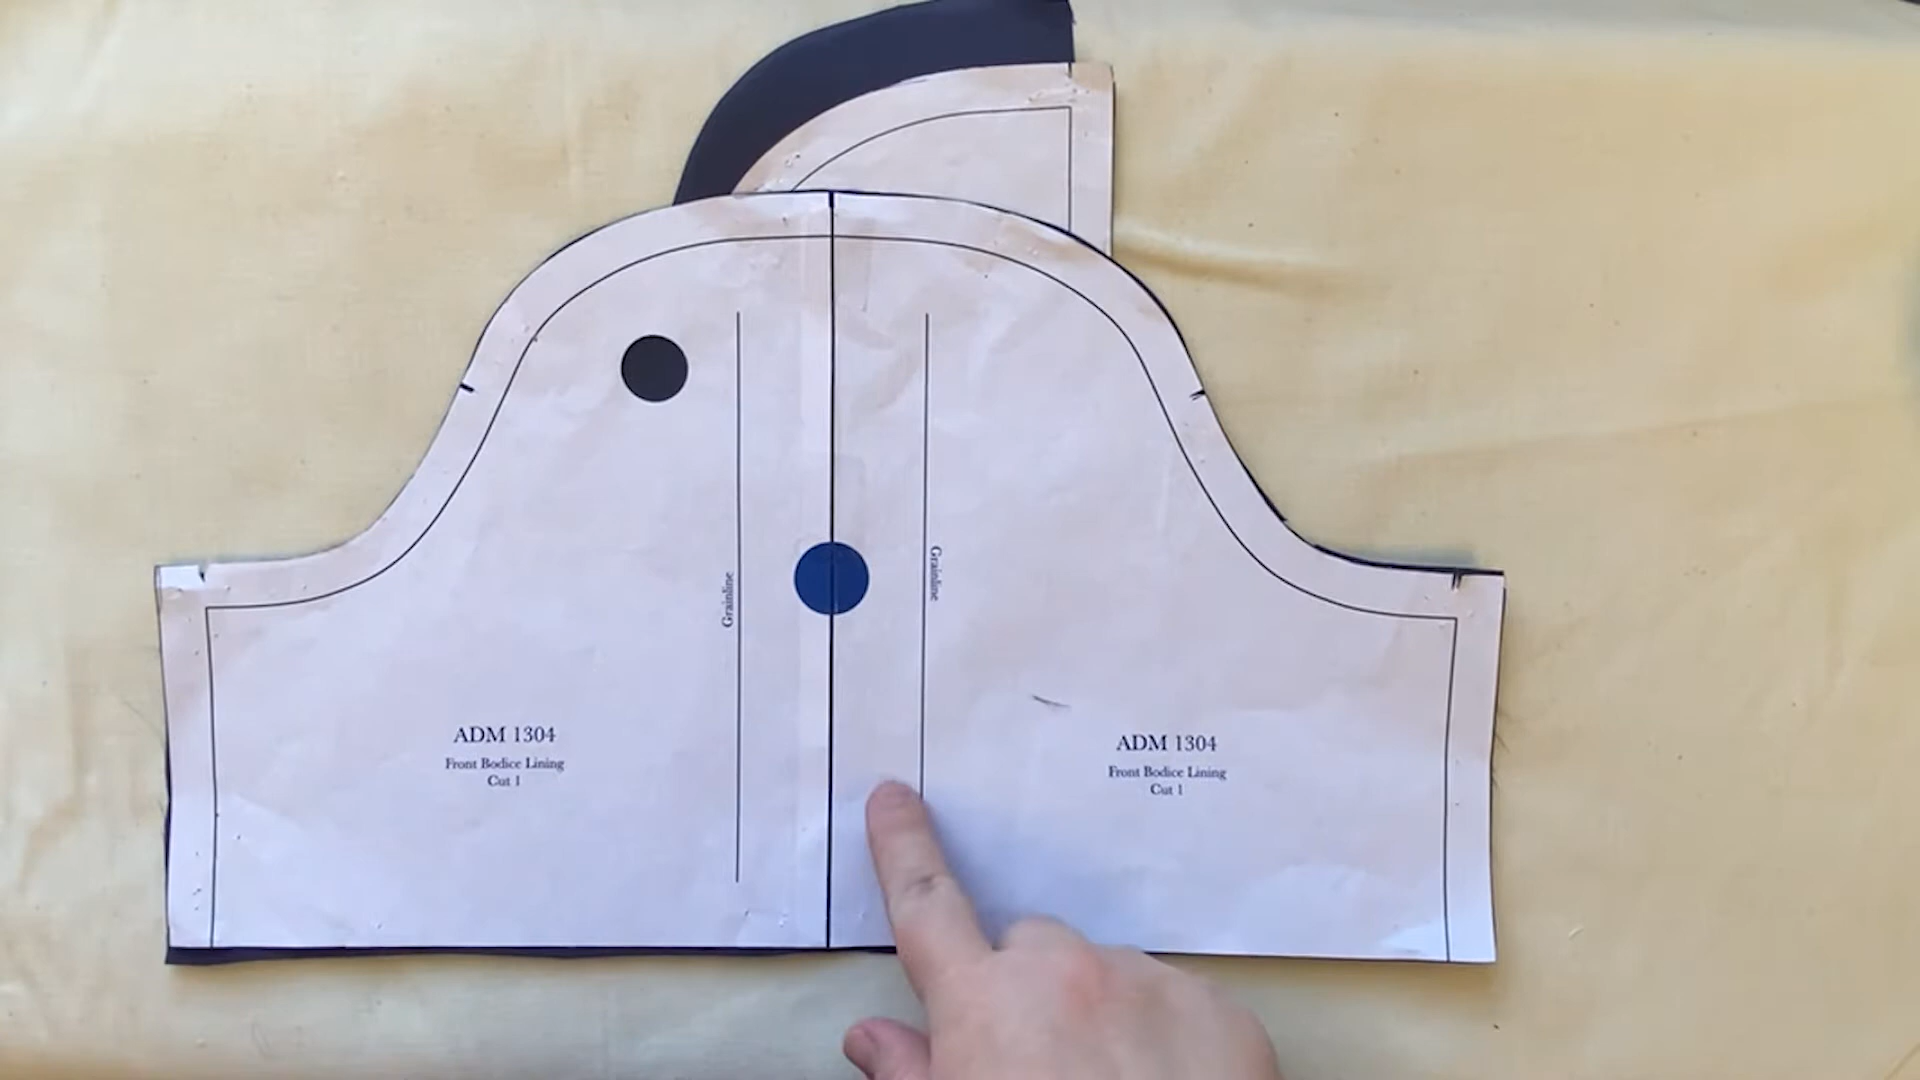 Grainline
Grainline
ADM 1304
Front Bodice Lining
Cut 1
ADM 1304
Front Bodice Lining
Cut 1